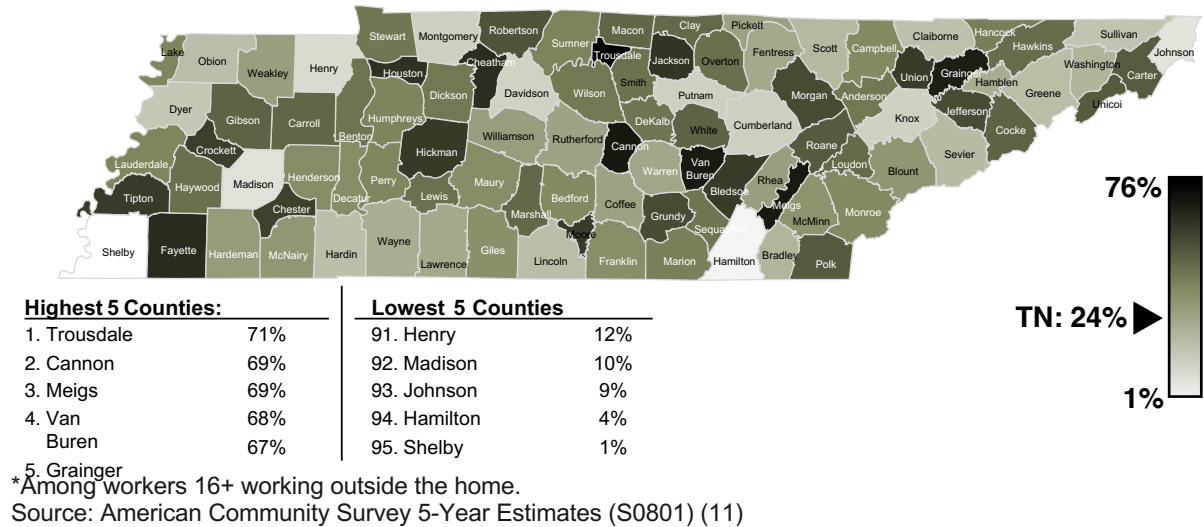 Pickett
Clay
Macon
Robertson
Montgomery
Stewart
Sumner
Trousdale
Lake
Obion
Weakley
Henry
Houston
Cheatham
Jackson
Overton
Fentress
Scott
Campbell
Claiborne
Hancock
Hawkins
Sullivan
Johnson
Union
Grainger
Hamblen
Washington
Carter
Greene
Unicoi
Dyer
Gibson
Carroll
Benton
Humphreys
Dickson
Davidson
Wilson
Smith
Putnam
DeKalb
White
Cumberland
Morgan
Anderson
Knox
Jefferson
Cocke
Sevier
Blount
Loudon
Roane
Lauderdale
Crockett
Haywood
Madison
Henderson
Decatur
Perry
Hickman
Lewis
Williamson
Maury
Rutherford
Cannon
Warren
Van
Buren
Bledsoe
Rhea
Meigs
McMinn
Monroe
Tipton
Chester
Marshall
Bedford
Coffee
Moore
Grundy
Sequatchie
Shelby
Fayette
Hardeman
McNairy
Hardin
Wayne
Lawrence
Giles
Lincoln
Franklin
Marion
Hamilton
Bradley
Polk
76%
TN: 24%
1%
Highest 5 Counties:
1. Trousdale 71%
2. Cannon 69%
3. Meigs 69%
4. Van 68%
Buren
67%
5. Grainger
Lowest 5 Counties
91. Henry 12%
92. Madison 10%
93. Johnson 9%
94. Hamilton 4%
95. Shelby 1%
*Among workers 16+ working outside the home.
Source: American Community Survey 5-Year Estimates (S0801) (11)